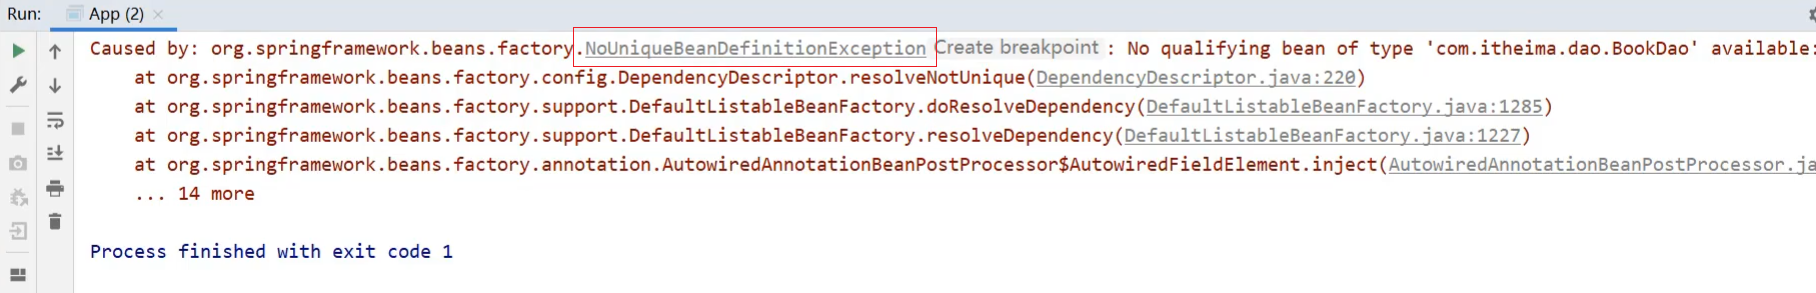 Run: App (2)
Caused by: org.springframework.beans.factory.NoUniqueBeanDefinitionException Create breakpoint : No qualifying bean of type 'com.itheima.dao.BookDao' available:
at org.springframework.beans.factory.config.DependencyDescriptor.resolveNotUnique(DependencyDescriptor.java:220)
at org.springframework.beans.factory.support.DefaultListableBeanFactory.doResolveDependency(DefaultListableBeanFactory.java:1285)
at org.springframework.beans.factory.support.DefaultListableBeanFactory.resolveDependency(DefaultListableBeanFactory.java:1227)
at org.springframework.beans.factory.annotation.AutowiredAnnotationBeanPostProcessor$AutowiredFieldElement.inject(AutowiredAnnotationBeanPostProcessor.ja
... 14 more
Process finished with exit code 1